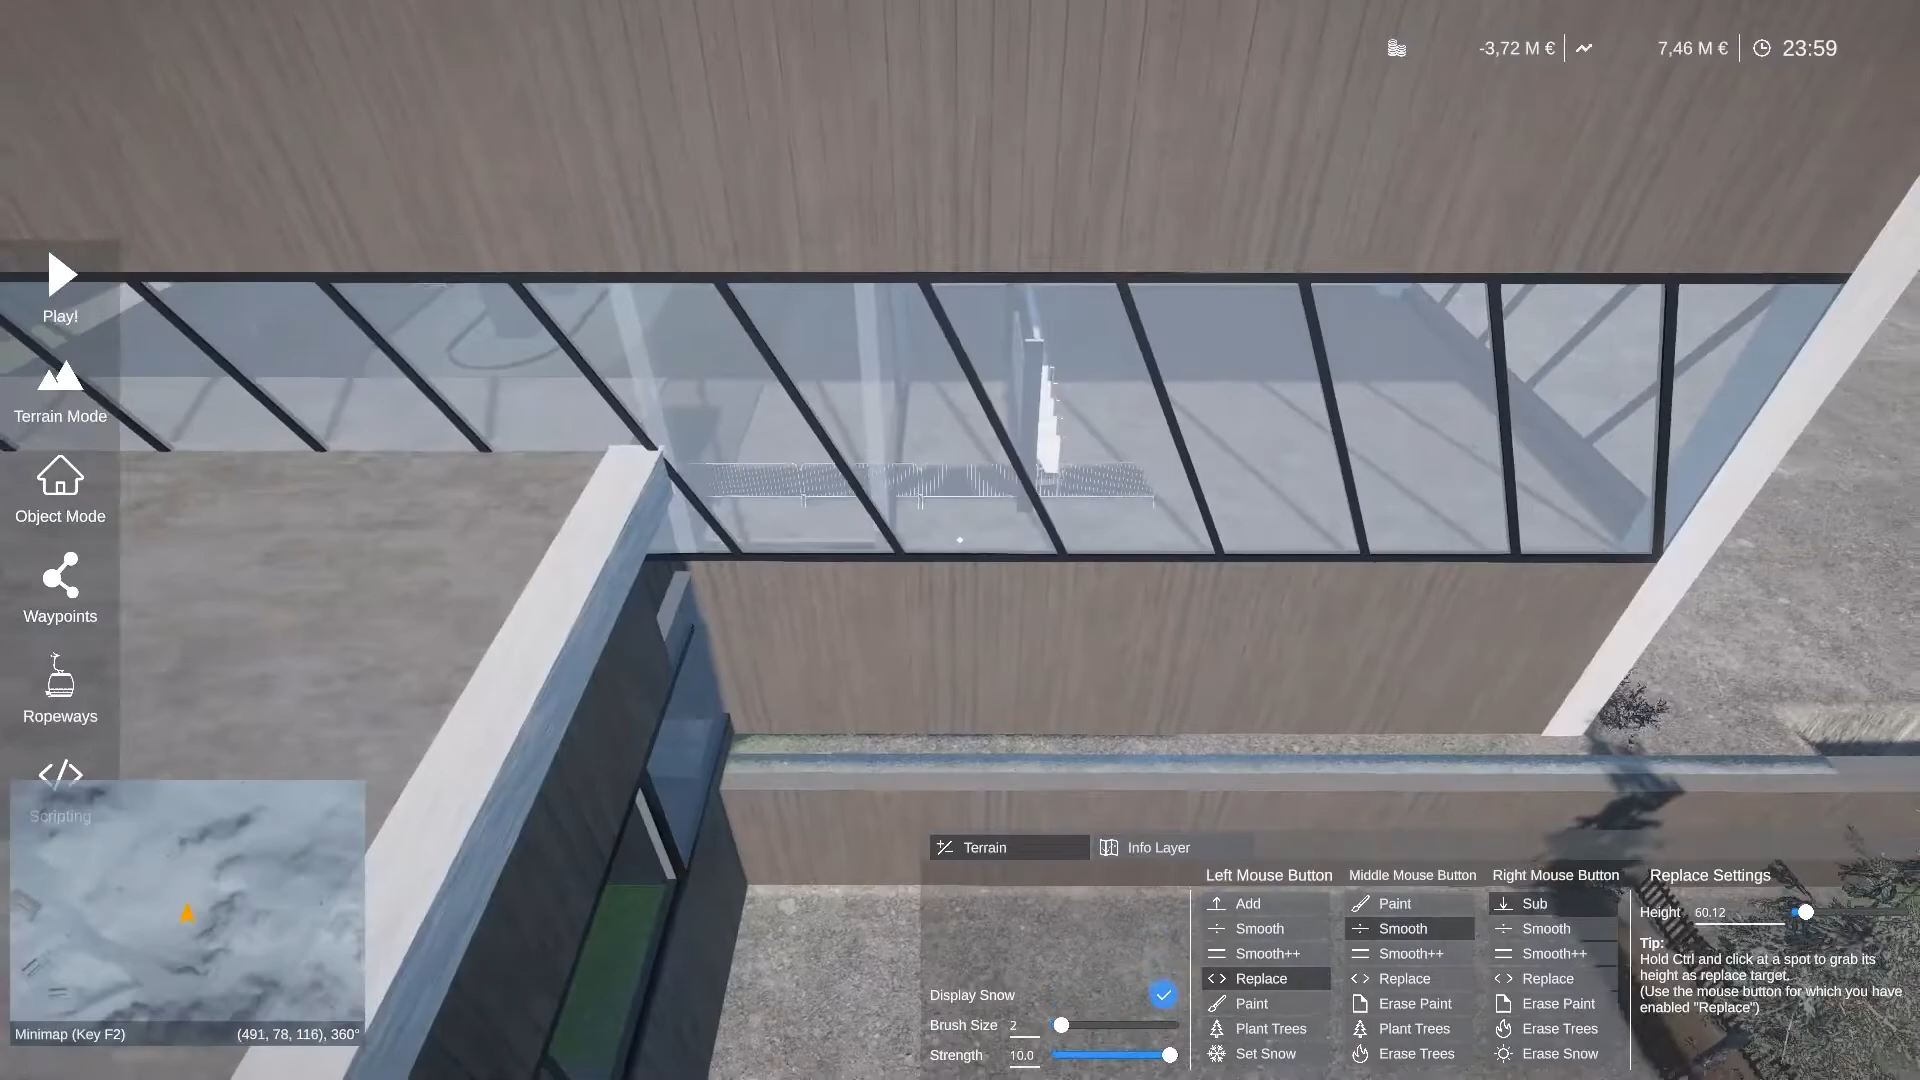 -3,72 M €
7,46 M €
23:59
Play!
Terrain Mode
Object Mode
Waypoints
Ropeways
Scripting
Minimap (Key F2)
(491, 78, 116), 360°
Terrain
Info Layer
Display Snow
Brush Size 2
Strength 10.0
Left Mouse Button
Add
Smooth
Smooth++
Replace
Paint
Plant Trees
Set Snow
Middle Mouse Button
Paint
Smooth
Smooth++
Replace
Erase Paint
Plant Trees
Erase Trees
Right Mouse Button
Sub
Smooth
Smooth++
Replace
Erase Paint
Erase Trees
Erase Snow
Replace Settings
Height 60.12
Tip:
Hold Ctrl and click at a spot to grab its
height as replace target.
(Use the mouse button for which you have
enabled "Replace")